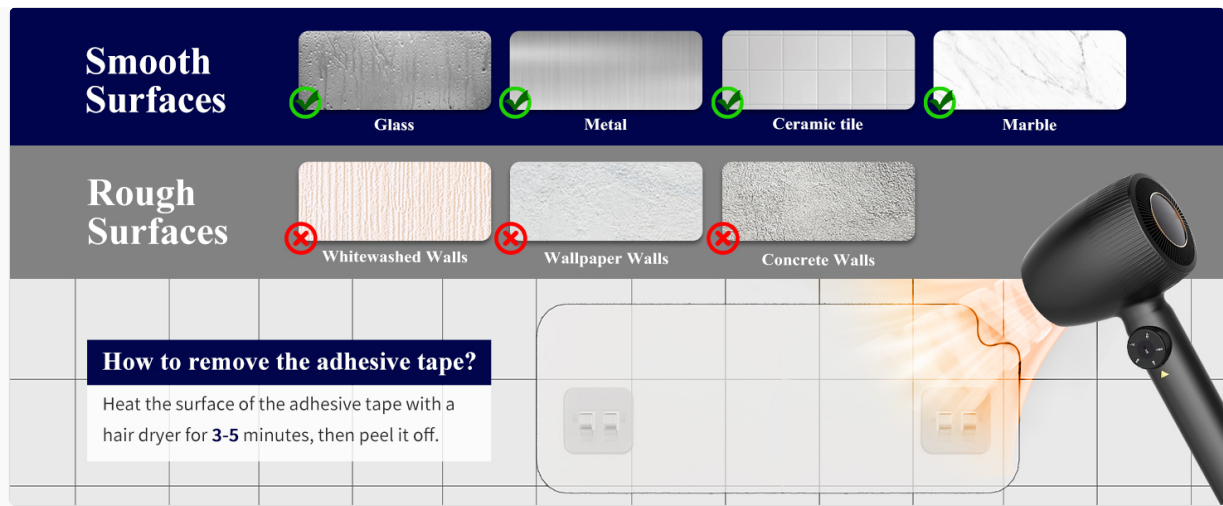 Smooth
Surfaces
Glass
Metal
Ceramic tile
Marble
Rough
Surfaces
Whitewashed Walls
Wallpaper Walls
Concrete Walls
How to remove the adhesive tape?
Heat the surface of the adhesive tape with a
hair dryer for 3-5 minutes, then peel it off.